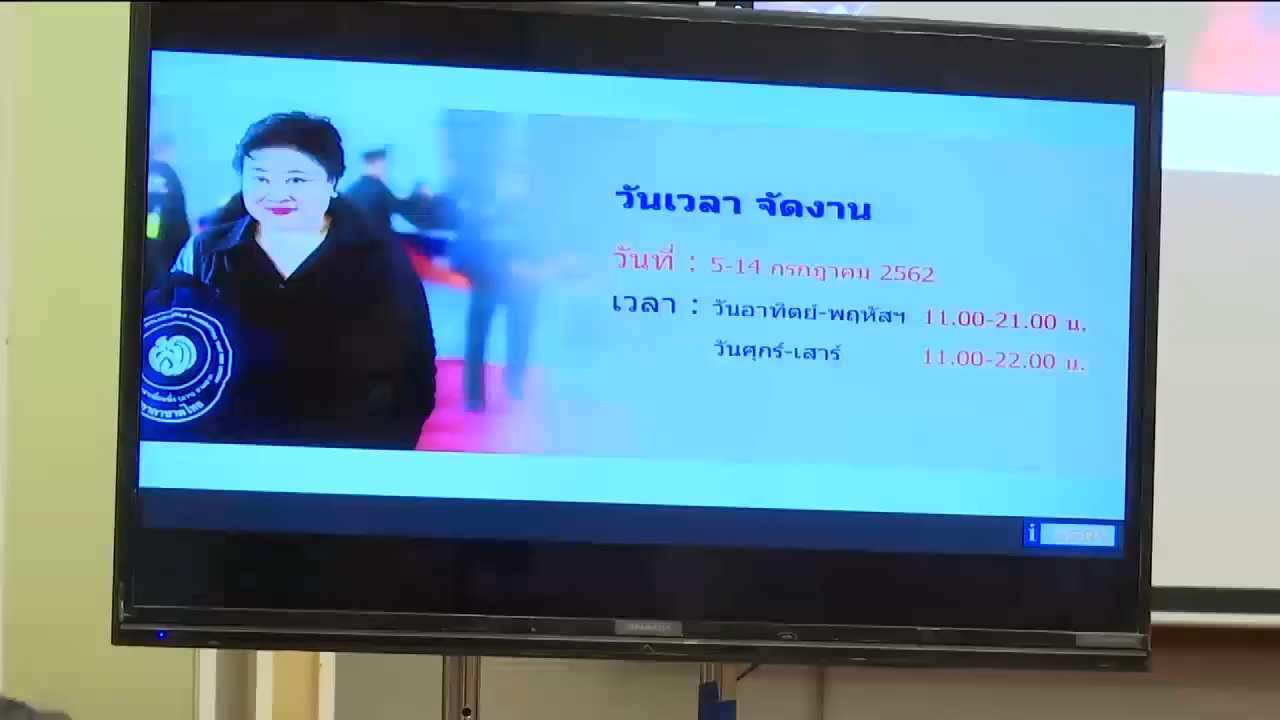 วันเวลา จัดงาน
วันที่ : 5-14 กรกฎาคม 2562
เวลา : วันอาทิตย์-พฤหัสฯ 11.00-21.00 น.
วันศุกร์-เสาร์ 11.00-22.00 น.
i
SHARP